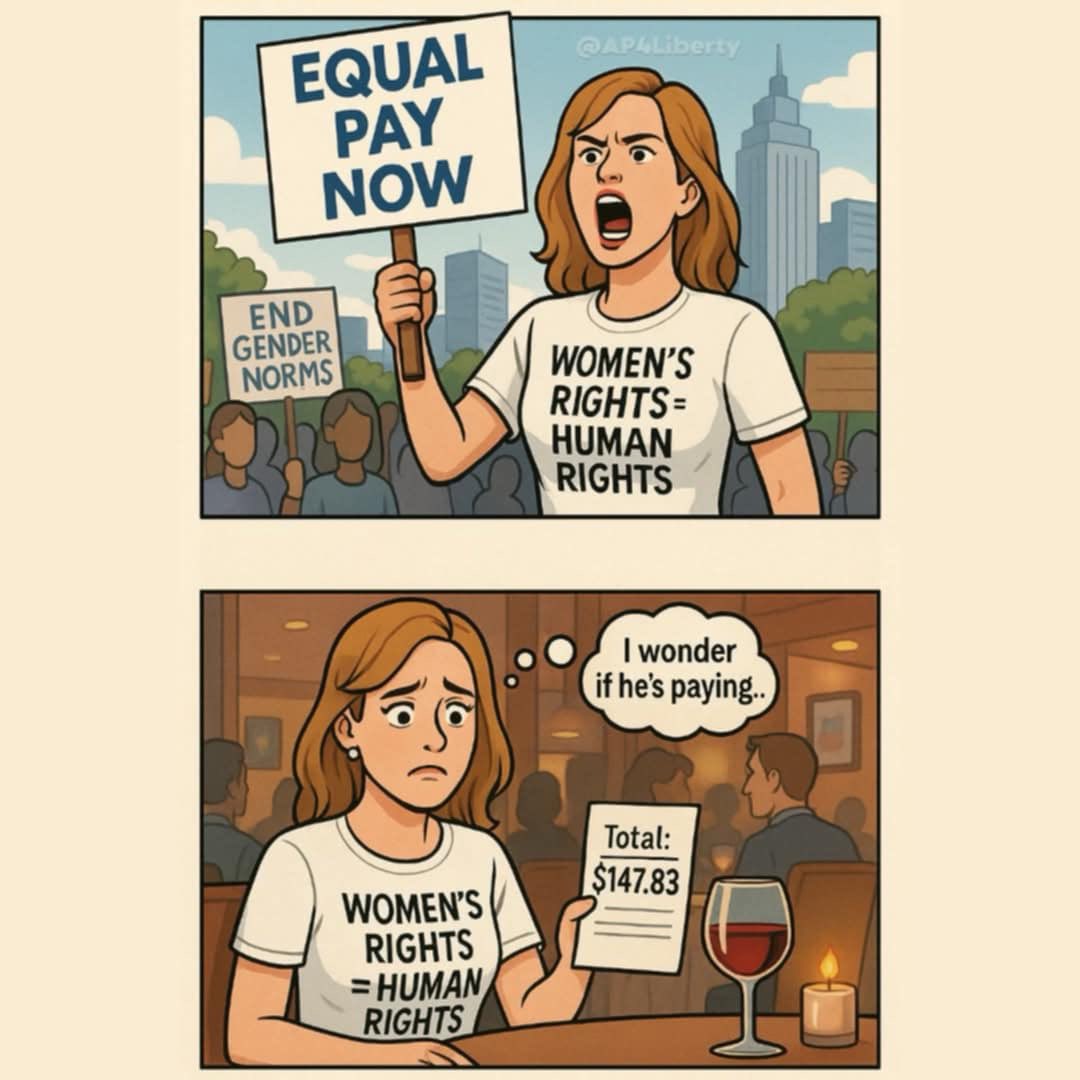 @AP4Liberty
EQUAL
PAY
NOW
END
GENDER
NORMS
WOMEN'S
RIGHTS=
HUMAN
RIGHTS
I wonder
if he's paying..
Total:
$147.83
WOMEN'S
RIGHTS
= HUMAN
RIGHTS